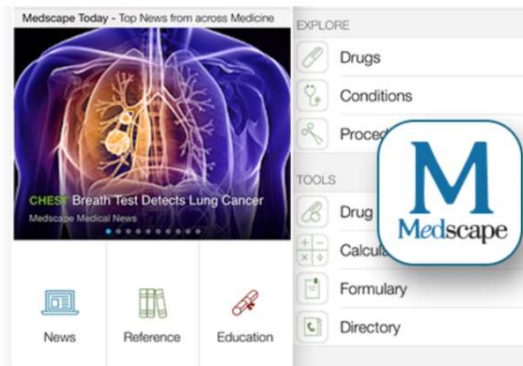 Medscape Today - Top News from across Medicine
CHEST Breath Test Detects Lung Cancer
Medscape Medical News
News
Reference
Education
EXPLORE
Drugs
Conditions
TOOLS
Drug
Formulary
Directory
M
Medscape